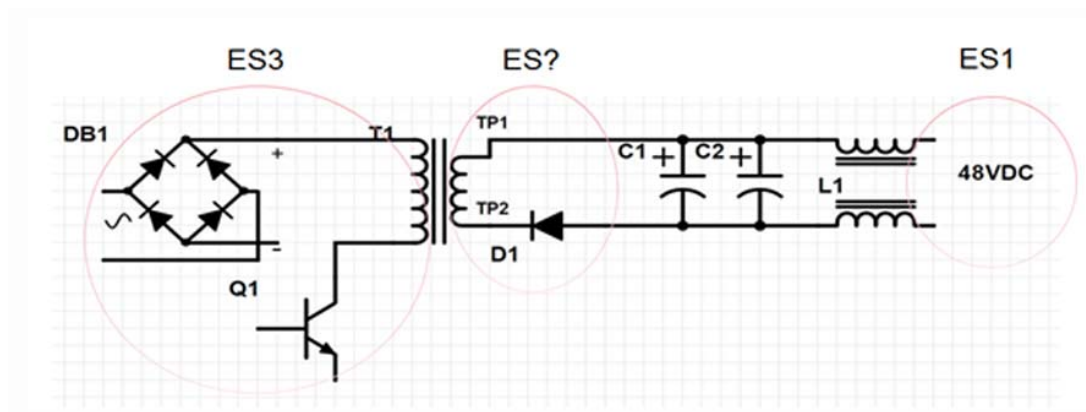 ES3
ES?
ES1
DB1
T1
TP1
+
C1 +
C2 +
48VDC
L1
TP2
-
D1
Q1